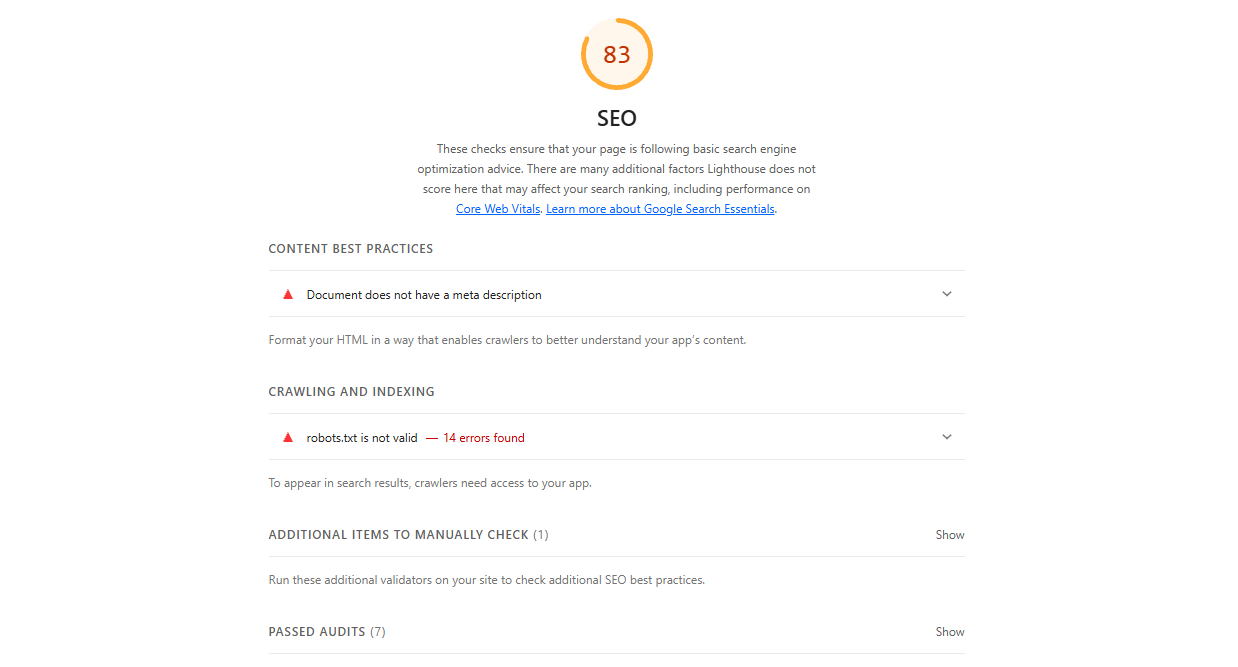 83
SEO
These checks ensure that your page is following basic search engine
optimization advice. There are many additional factors Lighthouse does not
score here that may affect your search ranking, including performance on
Core Web Vitals. Learn more about Google Search Essentials.
CONTENT BEST PRACTICES
Document does not have a meta description
Format your HTML in a way that enables crawlers to better understand your app’s content.
CRAWLING AND INDEXING
robots.txt is not valid — 14 errors found
To appear in search results, crawlers need access to your app.
ADDITIONAL ITEMS TO MANUALLY CHECK (1) Show
Run these additional validators on your site to check additional SEO best practices.
PASSED AUDITS (7) Show